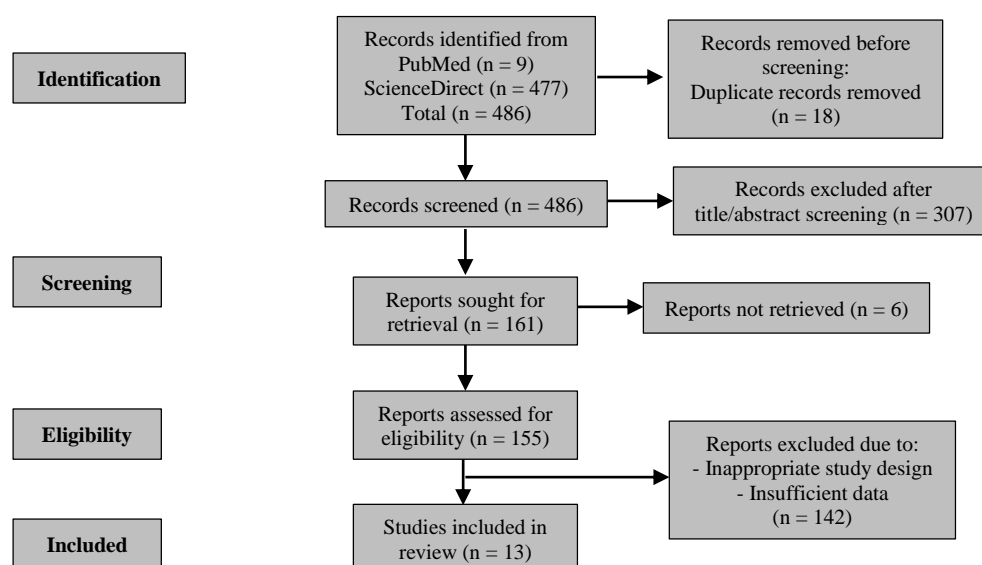 Identification
Records identified from
PubMed (n = 9)
ScienceDirect (n = 477)
Total (n = 486)
Records removed before
screening:
Duplicate records removed
(n = 18)
Records screened (n = 486)
Records excluded after
title/abstract screening (n = 307)
Screening
Reports sought for
retrieval (n = 161)
Reports not retrieved (n = 6)
Eligibility
Reports assessed for
eligibility (n = 155)
Reports excluded due to:
- Inappropriate study design
- Insufficient data
(n = 142)
Included
Studies included in
review (n = 13)